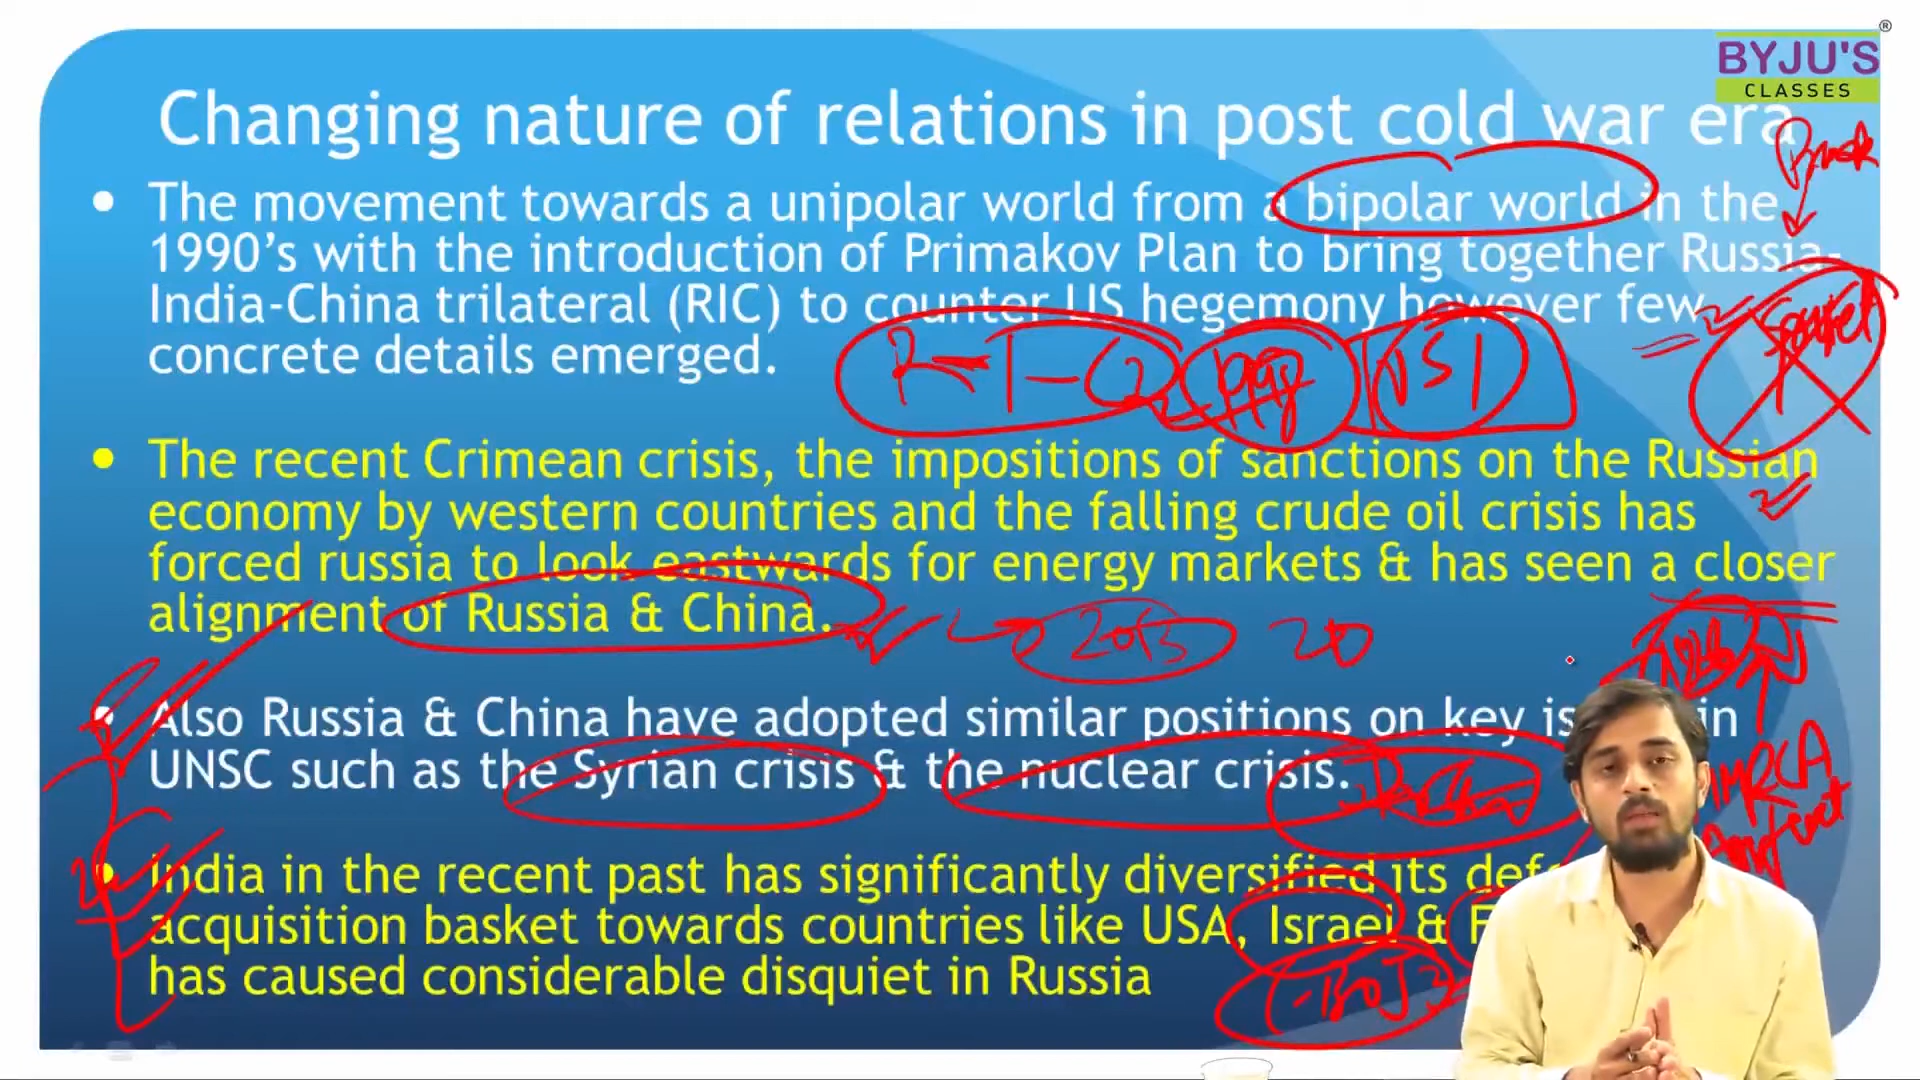 BYJU'S
®
CLASSES
Changing nature of relations in post cold war era
• The movement towards a unipolar world from a bipolar world in the
1990's with the introduction of Primakov Plan to bring together Russia-
India-China trilateral (RIC) to counter US hegemony however few
concrete details emerged.
R-I-C 1998
• The recent Crimean crisis, the impositions of sanctions on the Russian
economy by western countries and the falling crude oil crisis has
forced russia to look eastwards for energy markets & has seen a closer
alignment of Russia & China.
2013 20
• Also Russia & China have adopted similar positions on key is in
UNSC such as the Syrian crisis & the nuclear crisis.
MRCA
• India in the recent past has significantly diversified its def
acquisition basket towards countries like USA, Israel &
has caused considerable disquiet in Russia